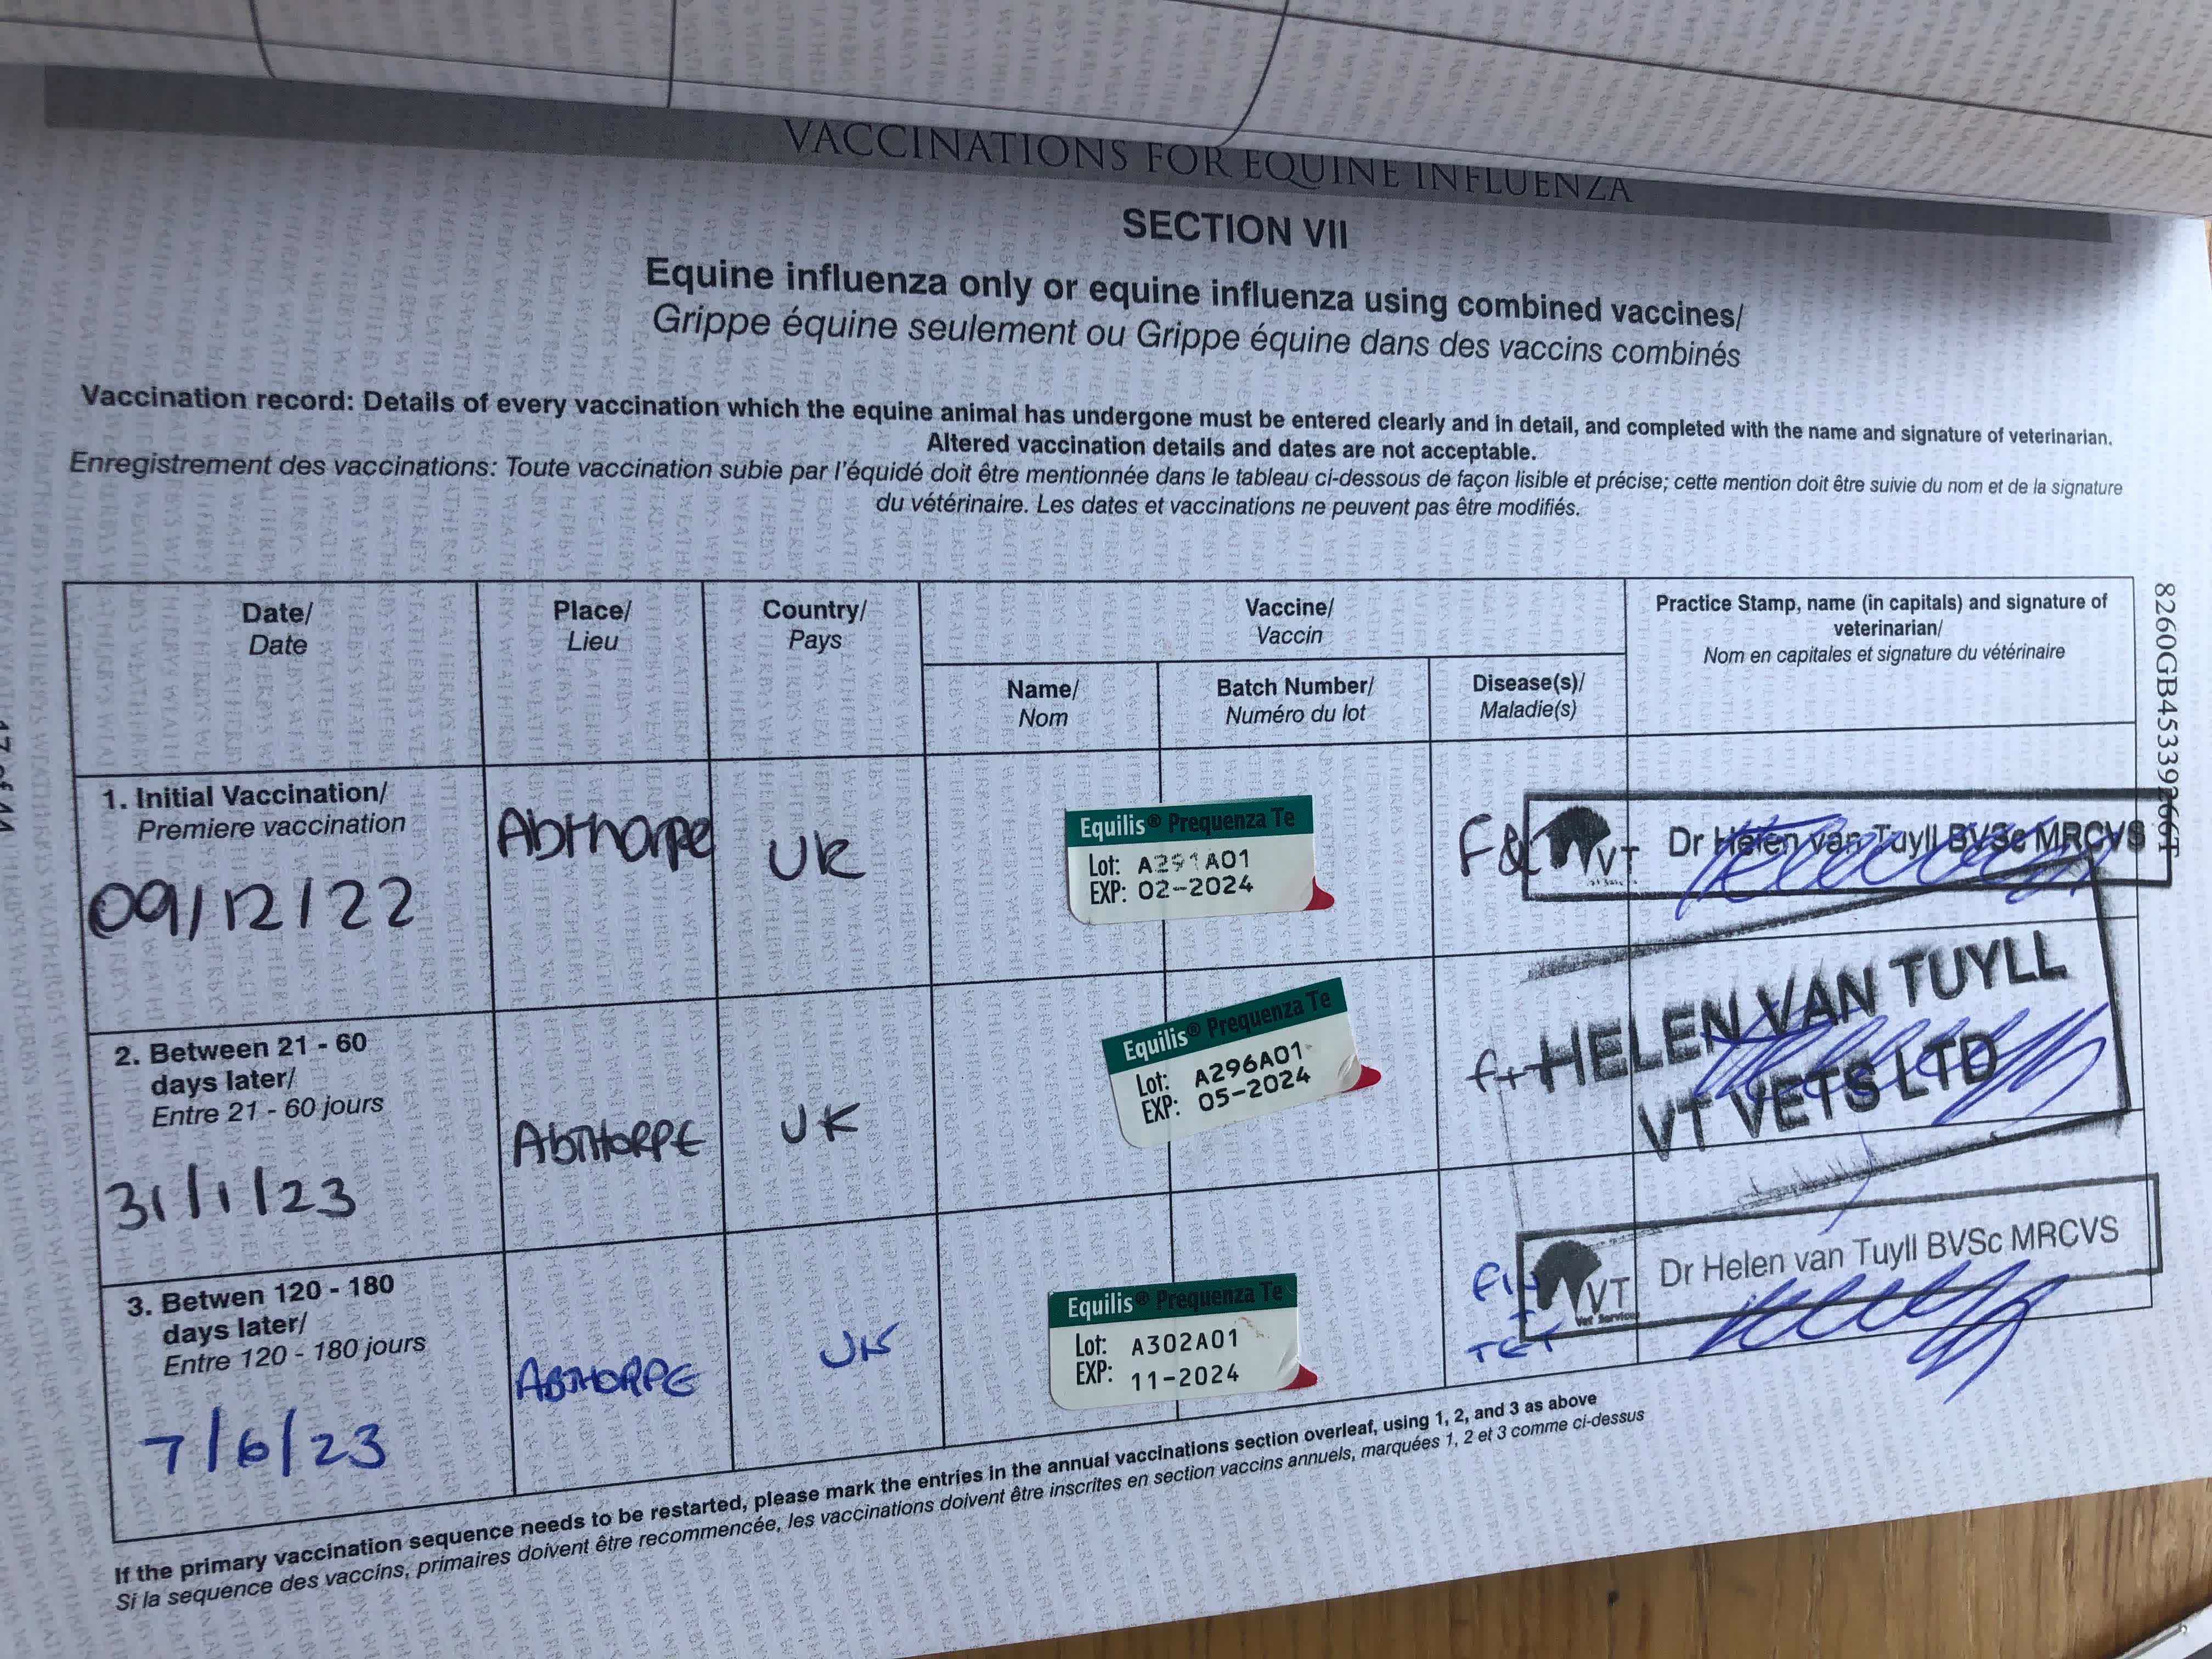 VACCINATIONS FOR EQUINE INFLUENZA
SECTION VII
Equine influenza only or equine influenza using combined vaccines/
Grippe équine seulement ou Grippe équine dans des vaccins combinés
Vaccination record: Details of every vaccination which the equine animal has undergone must be entered clearly and in detail, and completed with the name and signature of veterinarian.
Altered vaccination details and dates are not acceptable.
Enregistrement des vaccinations: Toute vaccination subie par l'équidé doit être mentionnée dans le tableau ci-dessous de façon lisible et précise; cette mention doit être suivie du nom et de la signature
du vétérinaire. Les dates et vaccinations ne peuvent pas être modifiés.
Date/
Date
Place/
Lieu
Country/
Pays
Vaccine/
Vaccin
Name/
Nom
Batch Number/
Numéro du lot
Disease(s)/
Maladie(s)
Practice Stamp, name (in capitals) and signature of
veterinarian/
Nom en capitales et signature du vétérinaire
1. Initial Vaccination/
Premiere vaccination
09/12/22
Abthorpe
UK
Equilis® Prequenza Te
Lot: A291A01
EXP: 02-2024
F&
VT
Dr Helen van Tuyll BVSc MRCVS
2. Between 21 - 60
days later/
Entre 21 - 60 jours
31/1/23
AbTHORPE
UK
Equilis® Prequenza Te
Lot: A296A01
EXP: 05-2024
f+
HELEN VAN TUYLL
VT VETS LTD
3. Betwen 120 - 180
days later/
Entre 120 - 180 jours
7/6/23
ABTHORPE
UK
Equilis® Prequenza Te
Lot: A302A01
EXP: 11-2024
TET
VT
Dr Helen van Tuyll BVSc MRCVS
If the primary vaccination sequence needs to be restarted, please mark the entries in the annual vaccinations section overleaf, using 1, 2, and 3 as above
Si la sequence des vaccins, primaires doivent être recommencée, les vaccinations doivent être inscrites en section vaccins annuels, marquées 1, 2 et 3 comme ci-dessus